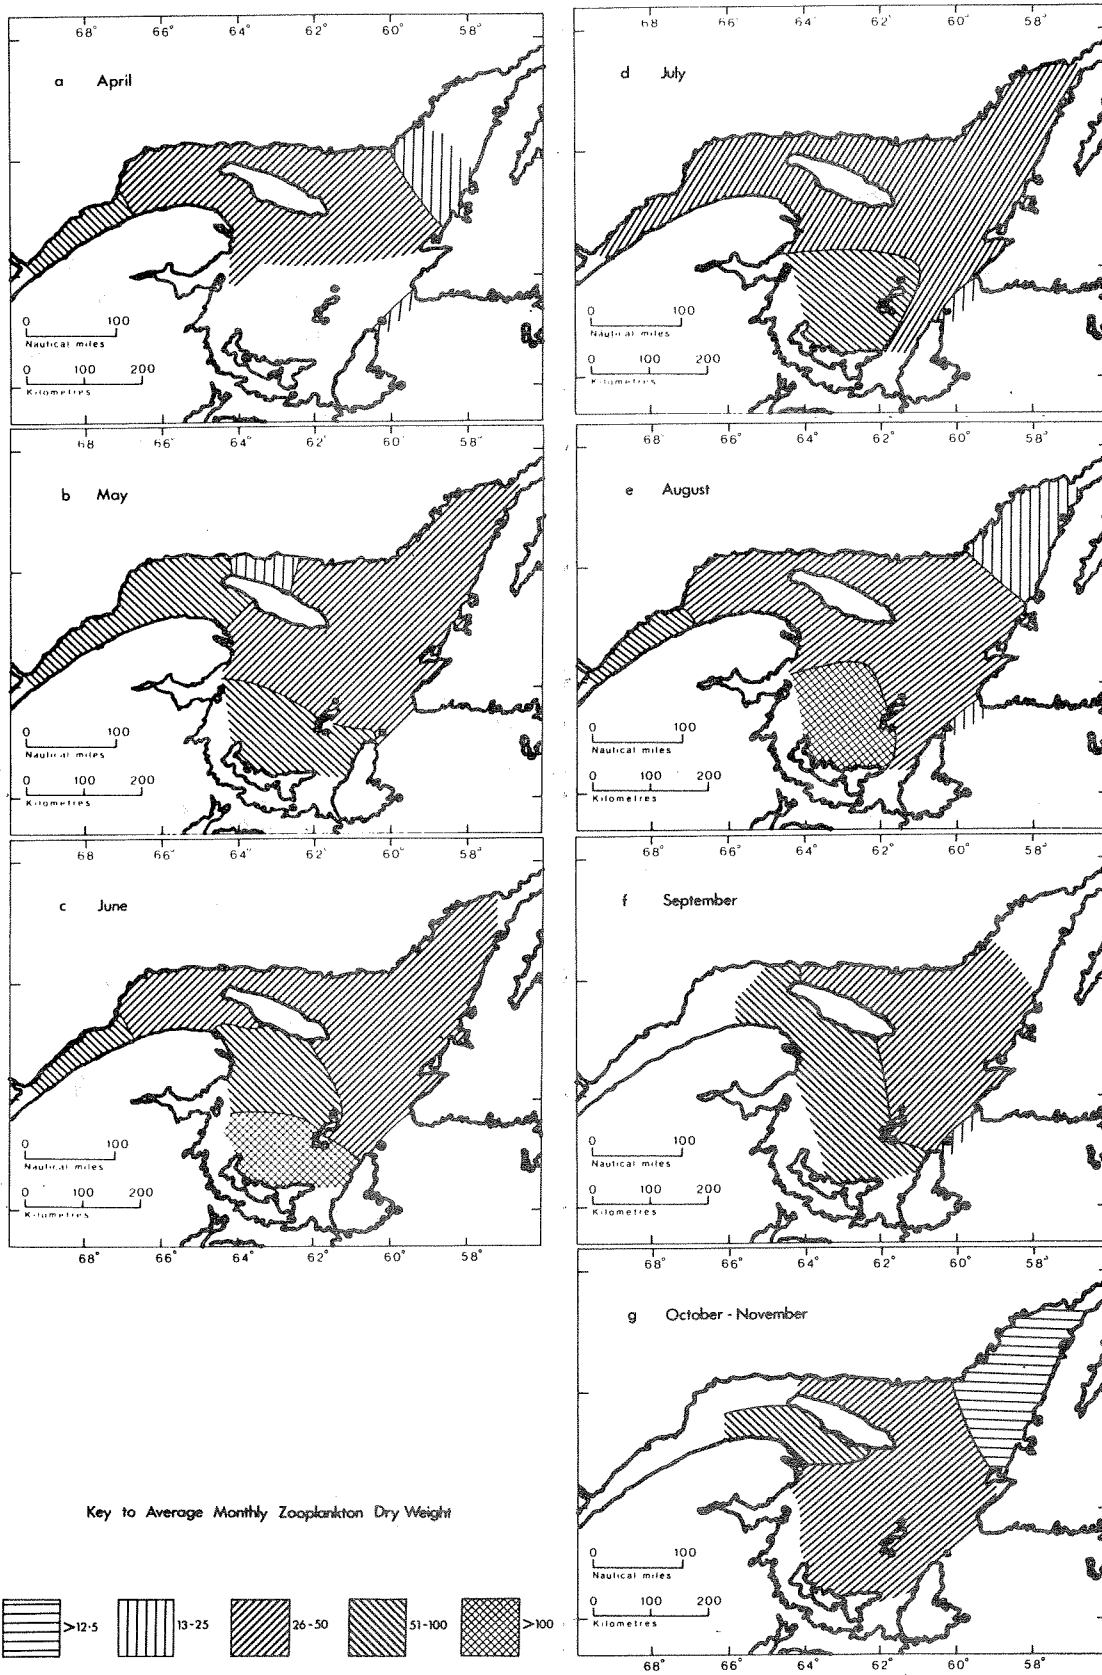 68° 66° 64° 62° 60° 58°
a April
0 100
Nautical miles
0 100 200
Kilometres
68 66° 64° 62° 60° 58°
b May
0 100
Nautical miles
0 100 200
Kilometres
68 66° 64° 62° 60° 58°
c June
0 100
Nautical miles
0 100 200
Kilometres
68° 66° 64° 62° 60° 58°
68° 66° 64° 62° 60° 58°
d July
0 100
Nautical miles
0 100 200
Kilometres
68° 66° 64° 62° 60° 58°
e August
0 100
Nautical miles
0 100 200
Kilometres
68° 66° 64° 62° 60° 58°
f September
0 100
Nautical miles
0 100 200
Kilometres
68° 66° 64° 62° 60° 58°
g October - November
0 100
Nautical miles
0 100 200
Kilometres
68° 66° 64° 62° 60° 58°
Key to Average Monthly Zooplankton Dry Weight
>12·5 13-25 26-50 51-100 >100